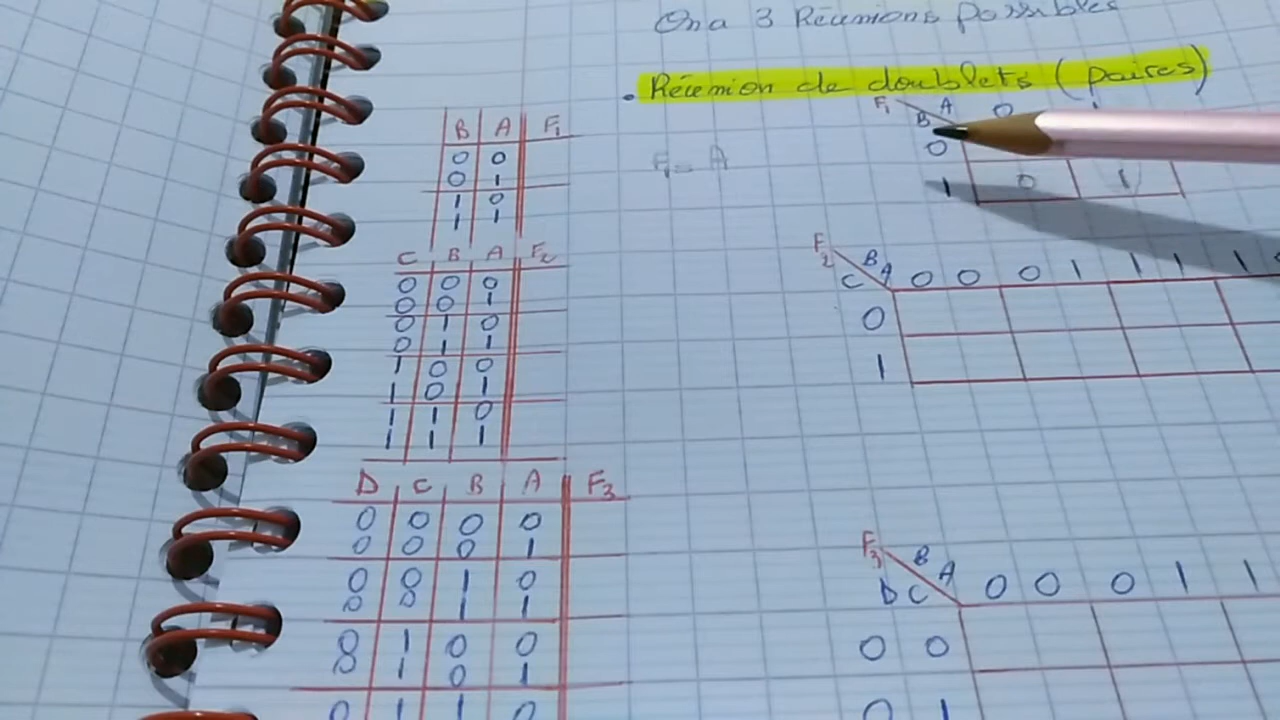 On a 3 Réunions possibles
• Réunion de doublets (paires)
B A F1
0 0
0 1
1 0
1 1
F1 = A
F1 A B 0
0
1 0 1
C B A F2
0 0 0
0 0 1
0 1 0
0 1 1
1 0 0
1 0 1
1 1 0
1 1 1
F2 B A C 0 0 0 1 1 1 1
0
1
D C B A F3
0 0 0 0
0 0 0 1
0 0 1 0
0 0 1 1
0 1 0 0
0 1 0 1
0 1 1 0
F3 B A D C 0 0 0 1 1
0 0
0 1